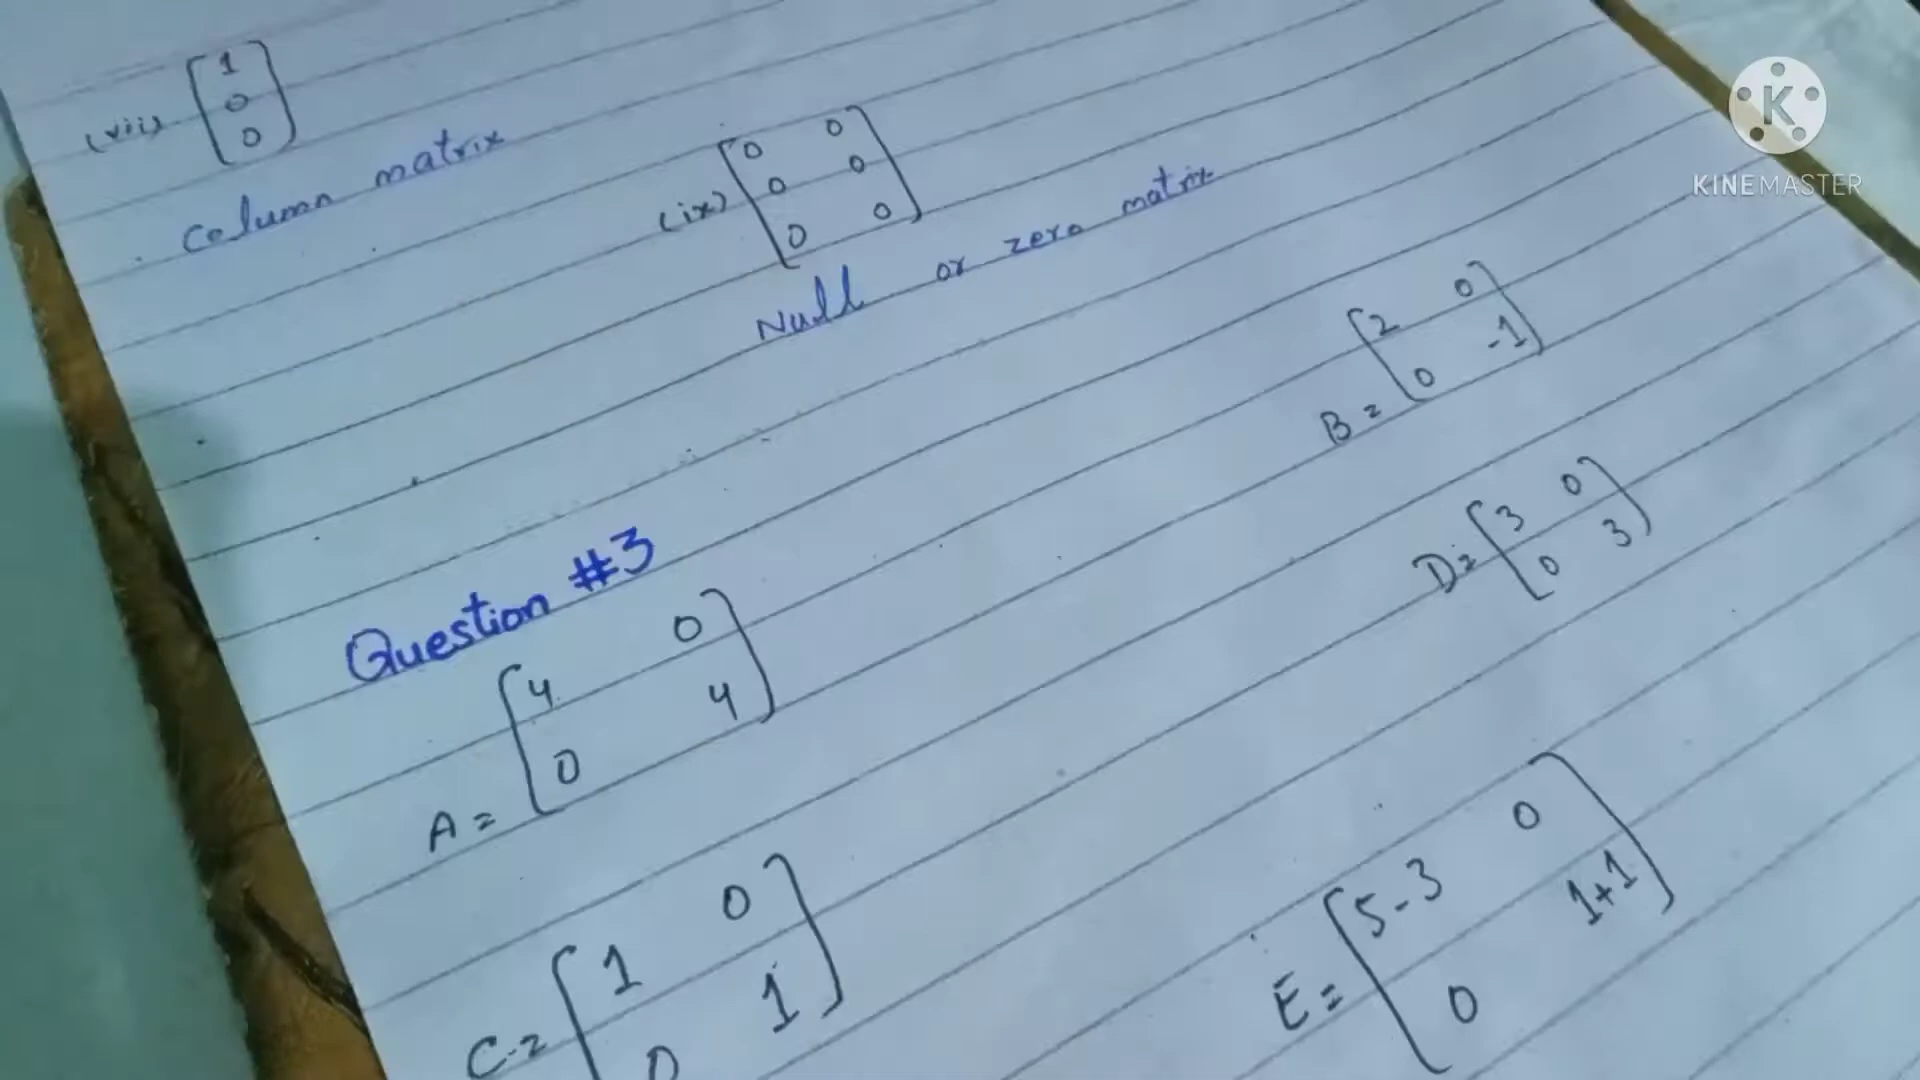 (vii) [1
0
0]
Column matrix
(ix) [0 0
0 0
0 0]
Null or zero matrix
Question #3
A = [4 0
0 4]
B = [2 0
0 -1]
C = [1 0
0 1]
D = [3 0
0 3]
E = [5-3 0
0 1+1]
K
KINEMASTER